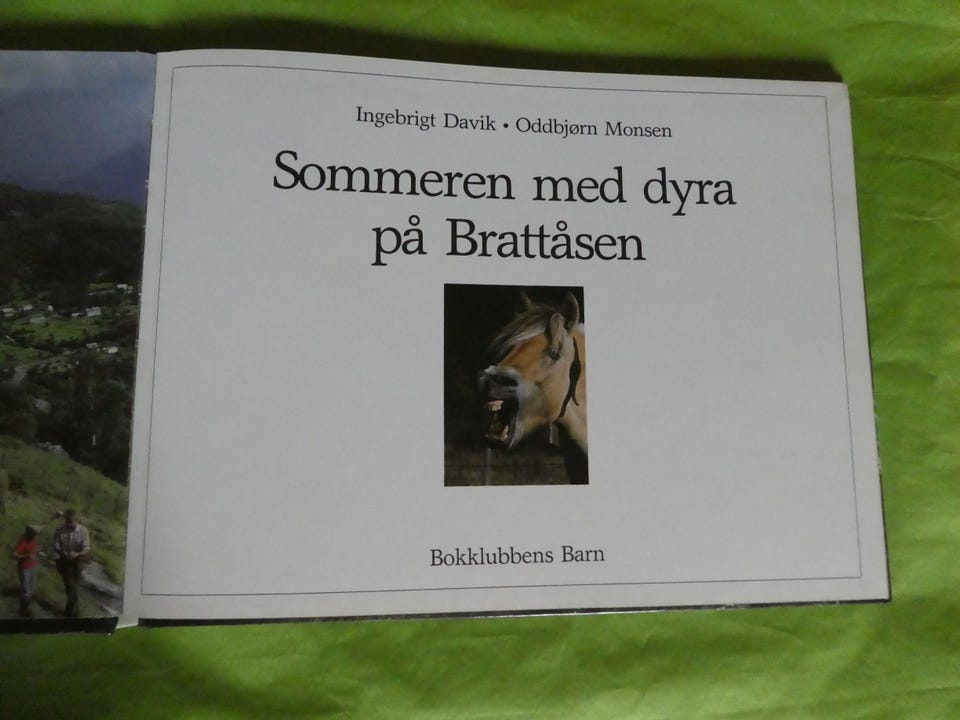 Ingebrigt Davik • Oddbjørn Monsen
Sommeren med dyra
på Brattåsen
Bokklubbens Barn